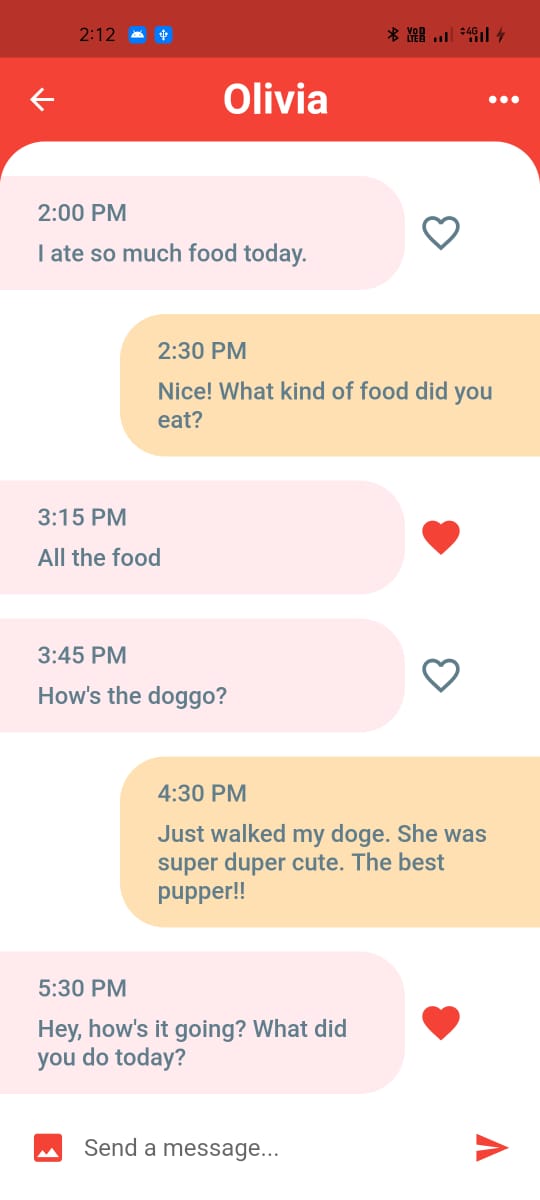 2:12
4G
Olivia
2:00 PM
I ate so much food today.
2:30 PM
Nice! What kind of food did you
eat?
3:15 PM
All the food
3:45 PM
How's the doggo?
4:30 PM
Just walked my doge. She was
super duper cute. The best
pupper!!
5:30 PM
Hey, how's it going? What did
you do today?
Send a message...